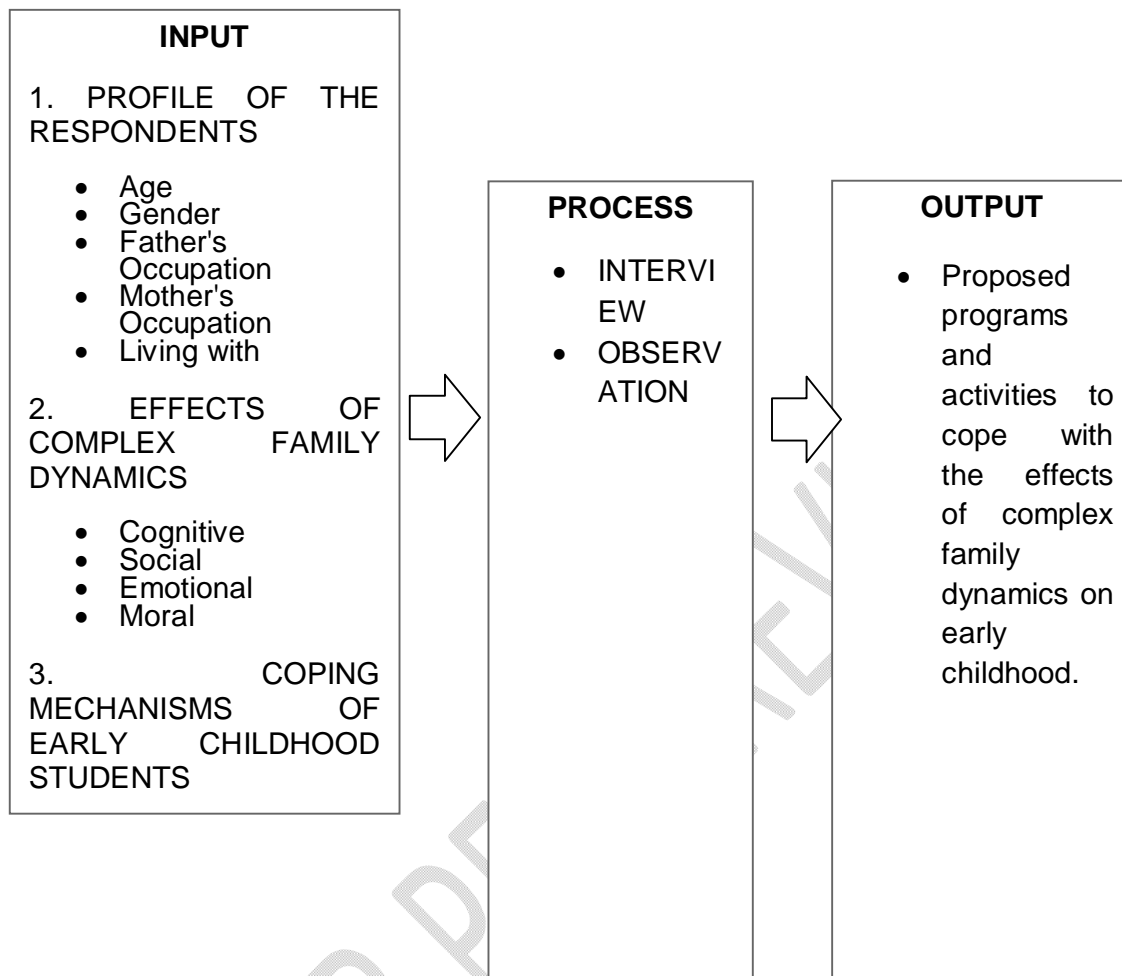 INPUT
1. PROFILE OF THE
RESPONDENTS
• Age
• Gender
• Father's
Occupation
• Mother's
Occupation
• Living with
2. EFFECTS OF
COMPLEX FAMILY
DYNAMICS
• Cognitive
• Social
• Emotional
• Moral
3. COPING
MECHANISMS OF
EARLY CHILDHOOD
STUDENTS
PROCESS
• INTERVI
EW
• OBSERV
ATION
OUTPUT
• Proposed
programs
and
activities to
cope with
the effects
of complex
family
dynamics on
early
childhood.